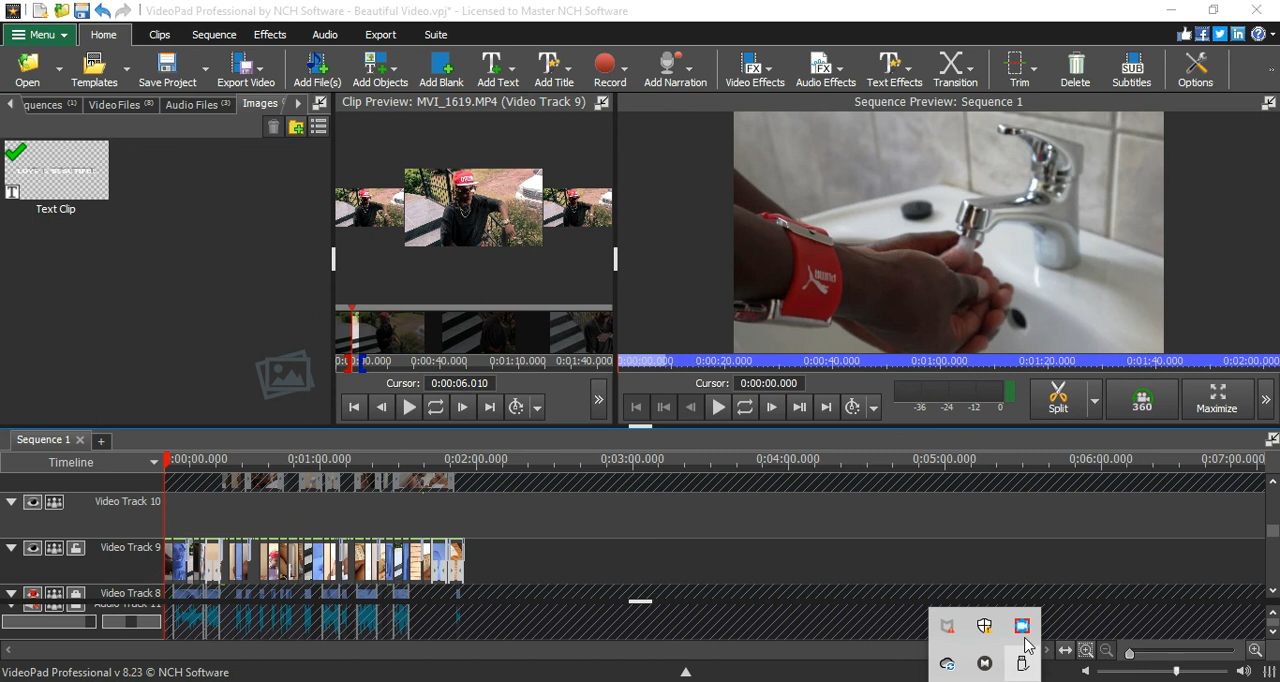 VideoPad Professional by NCH Software - Beautiful Video.vpj* - Licensed to Master NCH Software
Menu Home Clips Sequence Effects Audio Export Suite
Open Templates Save Project Export Video Add File(s) Add Objects Add Blank Add Text Add Title Record Add Narration Video Effects Audio Effects Text Effects Transition Trim Delete Subtitles Options
quences (1) Video Files (8) Audio Files (3) Images
Clip Preview: MVI_1619.MP4 (Video Track 9)
Sequence Preview: Sequence 1
Text Clip
PUMA
0:00:40.000 0:01:10.000 0:01:40.000
0:00:00.000 0:00:20.000 0:00:40.000 0:01:00.000 0:01:20.000 0:01:40.000 0:02:00.000
Cursor: 0:00:06.010
Cursor: 0:00:00.000
-36 -24 -12 0
Split 360 Maximize
Sequence 1
Timeline
:00:00.000 0:01:00.000 0:02:00.000 0:03:00.000 0:04:00.000 0:05:00.000 0:06:00.000 0:07:00.000
Video Track 10
Video Track 9
Video Track 8
Audio Track 11
VideoPad Professional v 8.23 © NCH Software